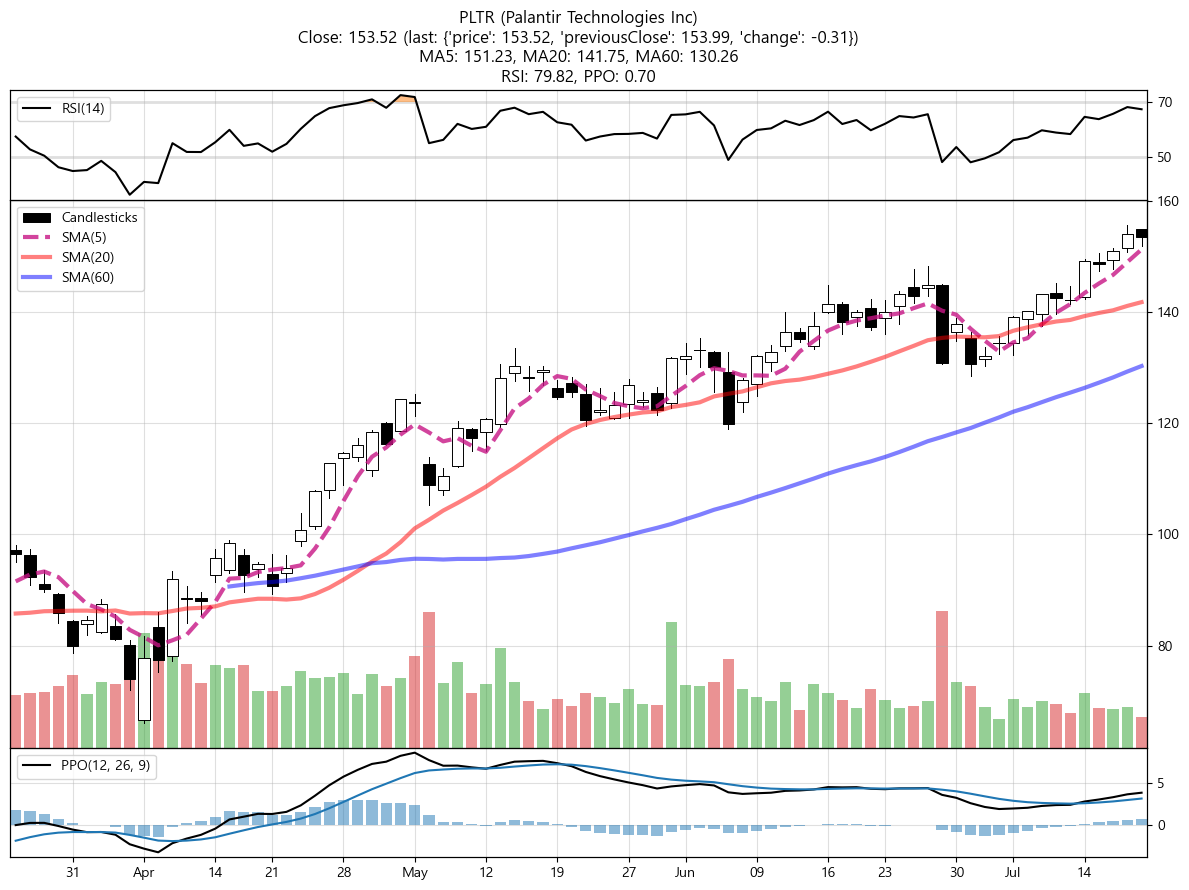 PLTR (Palantir Technologies Inc)
Close: 153.52 (last: {'price': 153.52, 'previousClose': 153.99, 'change': -0.31})
MA5: 151.23, MA20: 141.75, MA60: 130.26
RSI: 79.82, PPO: 0.70
RSI(14)
70
50
Candlesticks
SMA(5)
SMA(20)
SMA(60)
160
140
120
100
80
PPO(12, 26, 9)
5
0
31 Apr 14 21 28 May 12 19 27 Jun 09 16 23 30 Jul 14